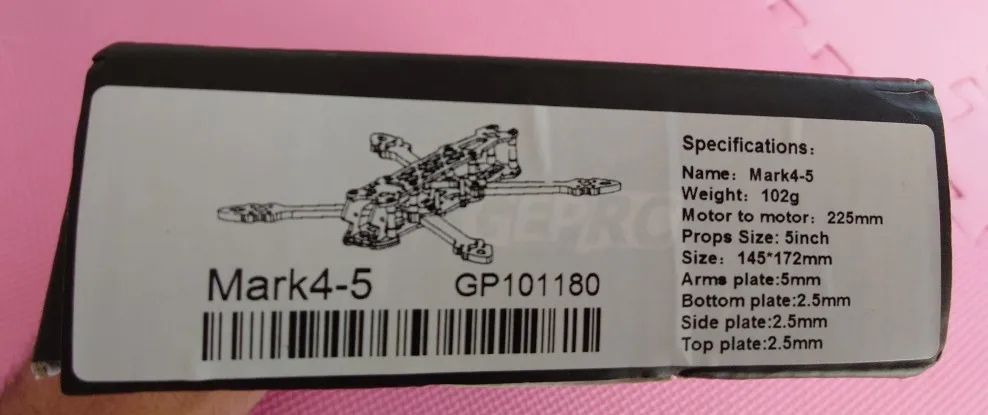 Mark4-5
GP101180
Specifications:
Name: Mark4-5
Weight: 102g
Motor to motor: 225mm
Props Size: 5inch
Size: 145*172mm
Arms plate:5mm
Bottom plate:2.5mm
Side plate:2.5mm
Top plate:2.5mm
GEPRC